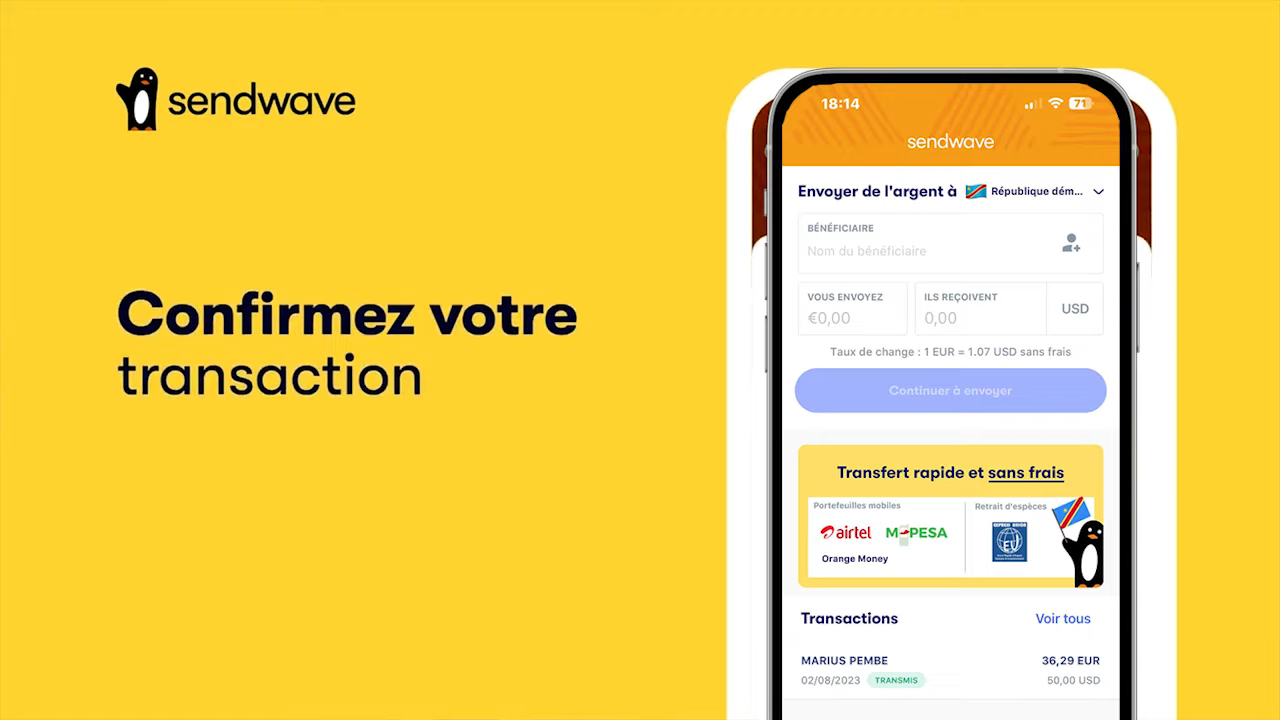 sendwave
Confirmez votre
transaction
18:14
71
sendwave
Envoyer de l'argent à République dém...
BÉNÉFICIAIRE
Nom du bénéficiaire
VOUS ENVOYEZ
€0,00
ILS REÇOIVENT
0,00
USD
Taux de change : 1 EUR = 1.07 USD sans frais
Continuer à envoyer
Transfert rapide et sans frais
Portefeuilles mobiles
Retrait d'espèces
airtel
M-PESA
Orange Money
EU
Transactions
Voir tous
MARIUS PEMBE
36,29 EUR
02/08/2023
TRANSMIS
50,00 USD